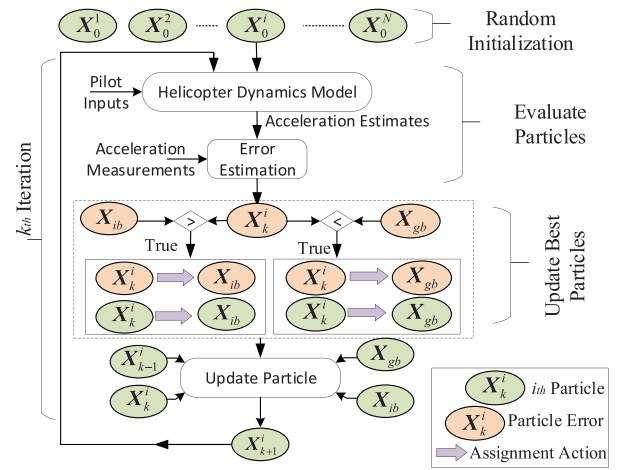 X_0^1 X_0^2 ........ X_0^i ........ X_0^N
Random
Initialization
Pilot
Inputs
Helicopter Dynamics Model
Acceleration Estimates
Evaluate
Particles
Acceleration
Measurements
Error
Estimation
k_th Iteration
X_ib > X_k^i < X_gb
True
True
X_k^i X_ib
X_k^i X_gb
X_k^i X_ib
X_k^i X_gb
Update Best
Particles
X_{k-1}^i
X_gb
Update Particle
X_k^i
X_ib
X_{k+1}^i
X_k^i i_th Particle
X_k^i Particle Error
Assignment Action